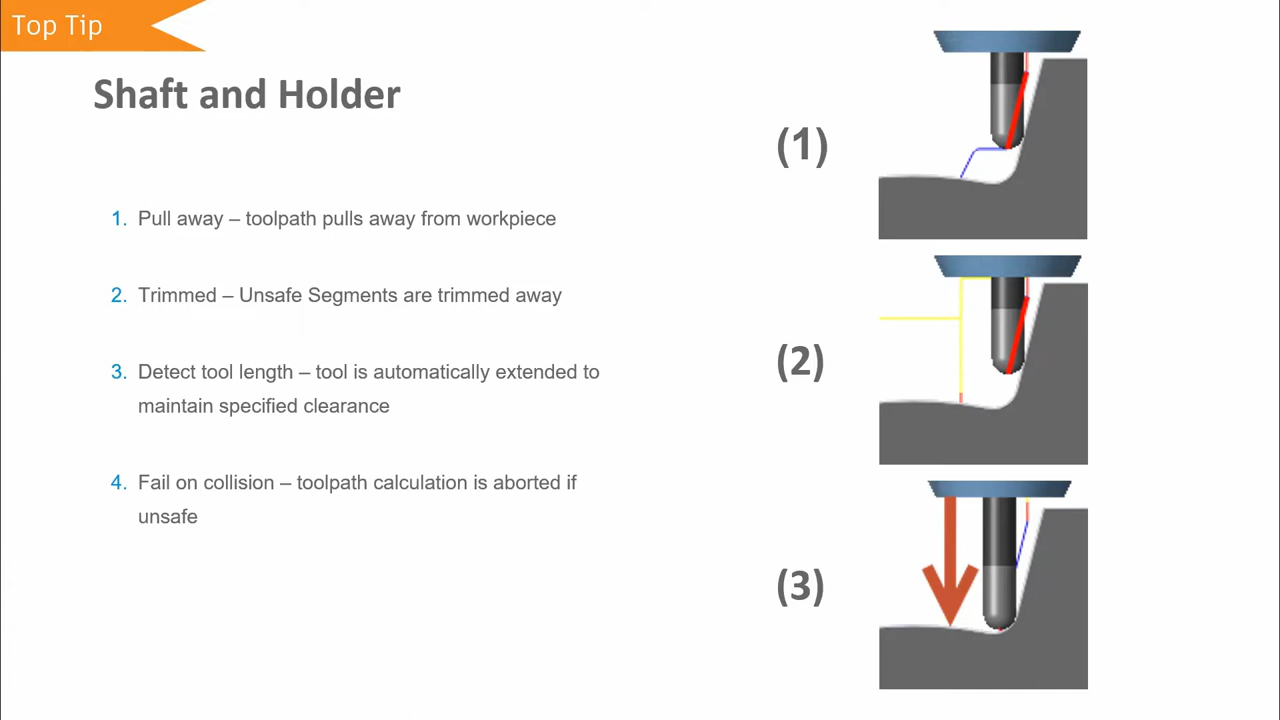 Top Tip
Shaft and Holder
1. Pull away – toolpath pulls away from workpiece
2. Trimmed – Unsafe Segments are trimmed away
3. Detect tool length – tool is automatically extended to
maintain specified clearance
4. Fail on collision – toolpath calculation is aborted if
unsafe
(1)
(2)
(3)